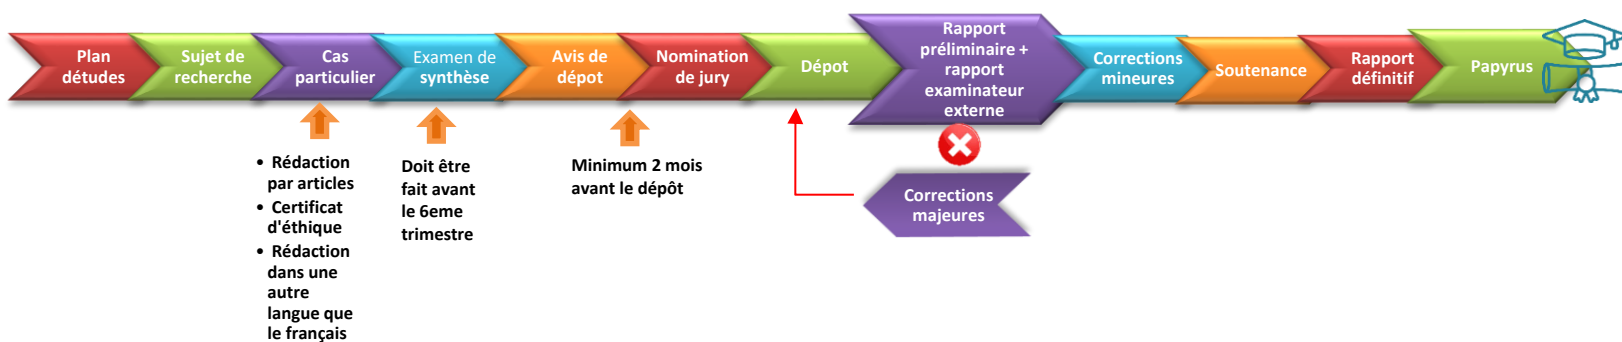 Plan
détudes
Sujet de
recherche
Cas
particulier
Examen de
synthèse
Avis de
dépot
Nomination
de jury
Dépot
Rapport
préliminaire +
rapport
examinateur
externe
Corrections
mineures
Soutenance
Rapport
définitif
Papyrus
• Rédaction
par articles
• Certificat
d'éthique
• Rédaction
dans une
autre
langue que
le français
Doit être
fait avant
le 6eme
trimestre
Minimum 2 mois
avant le dépôt
Corrections
majeures